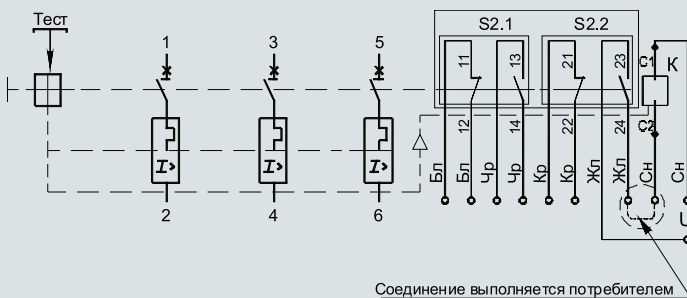 Тест
1
3
5
S2.1
S2.2
11
13
21
23
C1
К
I>
I>
I>
12
14
22
24
C2
Бл
Бл
Чр
Чр
Кр
Кр
Жл
Жл
Сн
Сн
2
4
6
Соединение выполняется потребителем